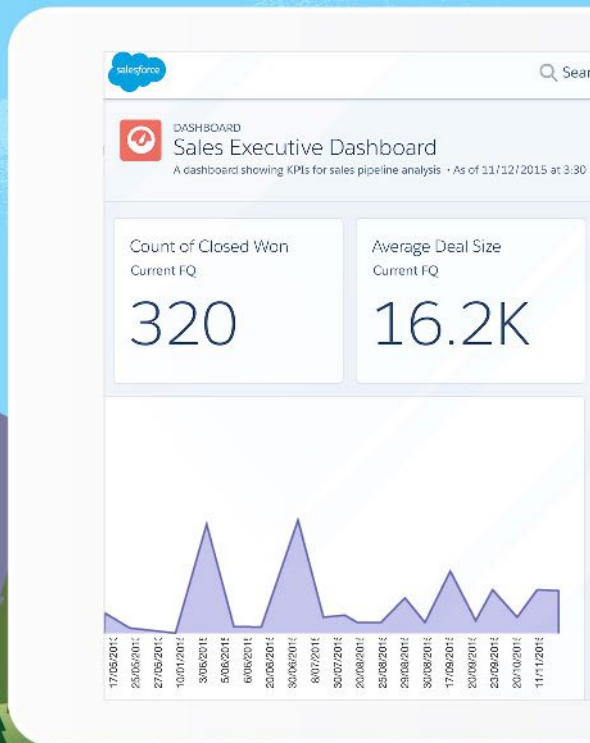 salesforce
Sear
DASHBOARD
Sales Executive Dashboard
A dashboard showing KPIs for sales pipeline analysis • As of 11/12/2015 at 3:30
Count of Closed Won
Current FQ
320
Average Deal Size
Current FQ
16.2K
17/05/201
25/05/201
27/05/201
10/01/201
3/06/201
5/06/201
6/06/201
20/06/201
30/06/201
8/07/201
30/07/201
20/08/201
25/08/201
29/08/201
30/08/201
17/09/201
20/09/201
23/09/201
20/10/201
11/11/201